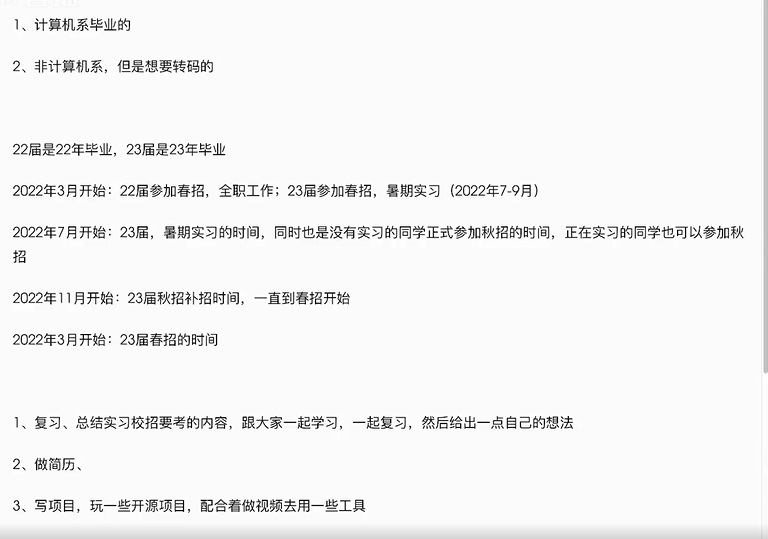 1、计算机系毕业的
2、非计算机系，但是想要转码的
22届是22年毕业，23届是23年毕业
2022年3月开始：22届参加春招，全职工作；23届参加春招，暑期实习（2022年7-9月）
2022年7月开始：23届，暑期实习的时间，同时也是没有实习的同学正式参加秋招的时间，正在实习的同学也可以参加秋
招
2022年11月开始：23届秋招补招时间，一直到春招开始
2022年3月开始：23届春招的时间
1、复习、总结实习校招要考的内容，跟大家一起学习，一起复习，然后给出一点自己的想法
2、做简历、
3、写项目，玩一些开源项目，配合着做视频去用一些工具